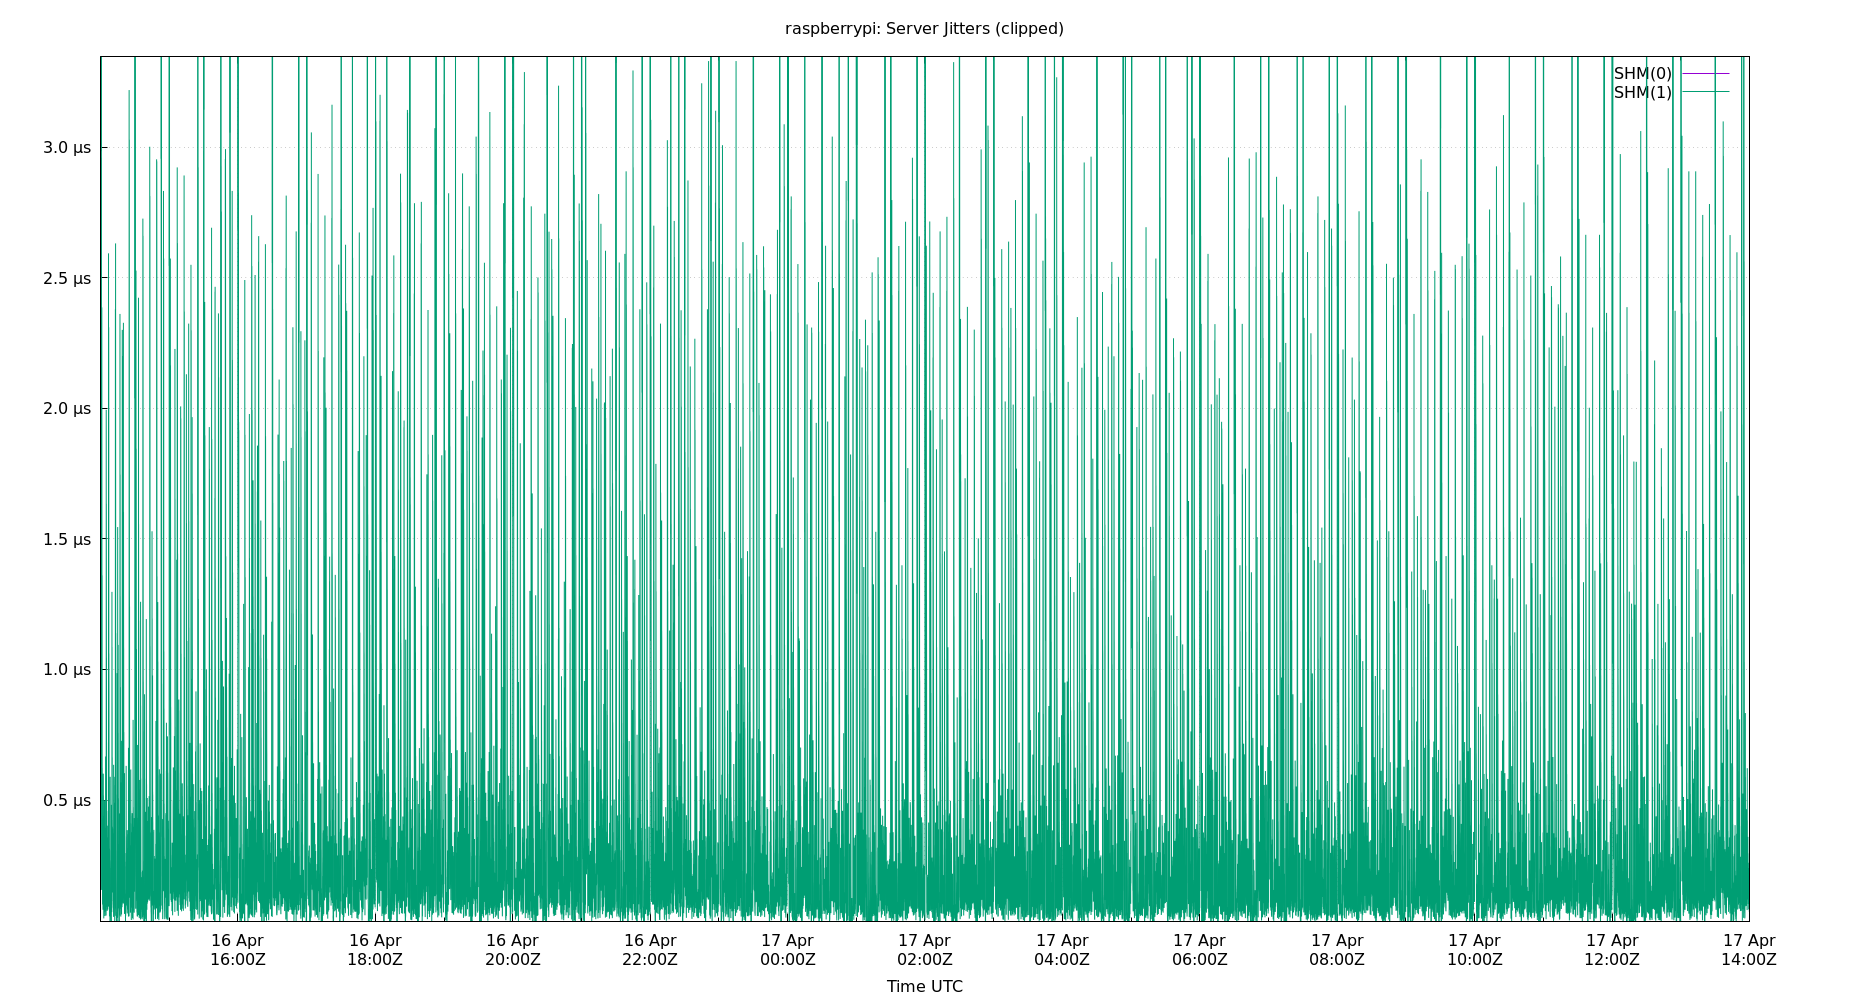 raspberrypi: Server Jitters (clipped)
SHM(0)
SHM(1)
3.0 µs
2.5 µs
2.0 µs
1.5 µs
1.0 µs
0.5 µs
16 Apr 16 Apr 16 Apr 16 Apr 17 Apr 17 Apr 17 Apr 17 Apr 17 Apr 17 Apr 17 Apr 17 Apr
16:00Z 18:00Z 20:00Z 22:00Z 00:00Z 02:00Z 04:00Z 06:00Z 08:00Z 10:00Z 12:00Z 14:00Z
Time UTC